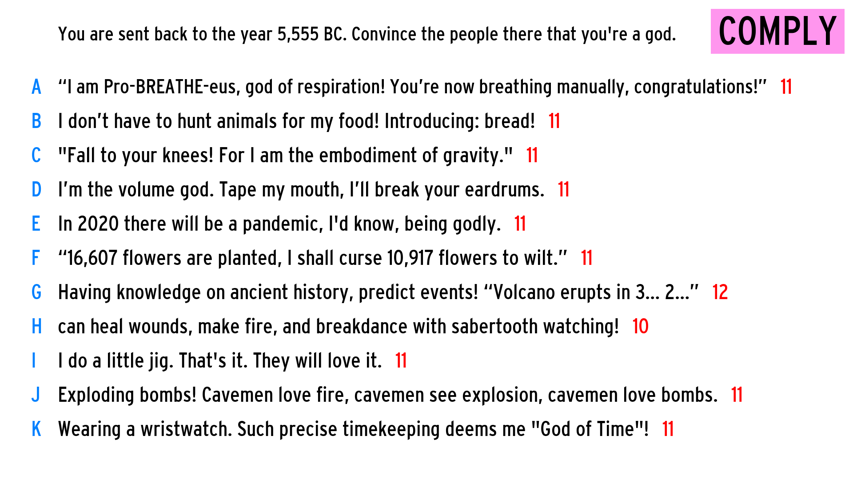 You are sent back to the year 5,555 BC. Convince the people there that you're a god.
COMPLY
A “I am Pro-BREATHE-eus, god of respiration! You’re now breathing manually, congratulations!” 11
B I don’t have to hunt animals for my food! Introducing: bread! 11
C "Fall to your knees! For I am the embodiment of gravity." 11
D I’m the volume god. Tape my mouth, I’ll break your eardrums. 11
E In 2020 there will be a pandemic, I'd know, being godly. 11
F “16,607 flowers are planted, I shall curse 10,917 flowers to wilt.” 11
G Having knowledge on ancient history, predict events! “Volcano erupts in 3... 2...” 12
H can heal wounds, make fire, and breakdance with sabertooth watching! 10
I I do a little jig. That's it. They will love it. 11
J Exploding bombs! Cavemen love fire, cavemen see explosion, cavemen love bombs. 11
K Wearing a wristwatch. Such precise timekeeping deems me "God of Time"! 11